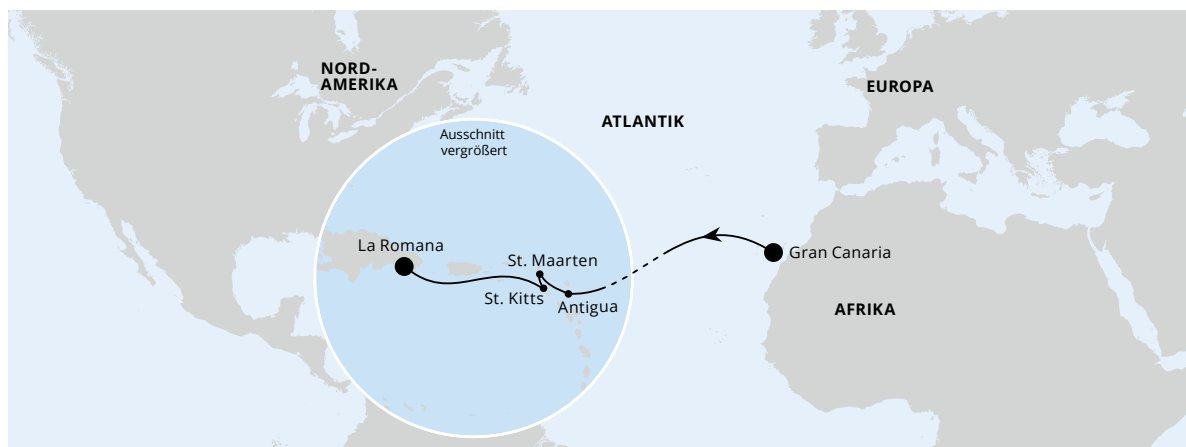 NORD-
AMERIKA
EUROPA
ATLANTIK
Ausschnitt
vergrößert
La Romana
St. Maarten
Gran Canaria
St. Kitts
Antigua
AFRIKA